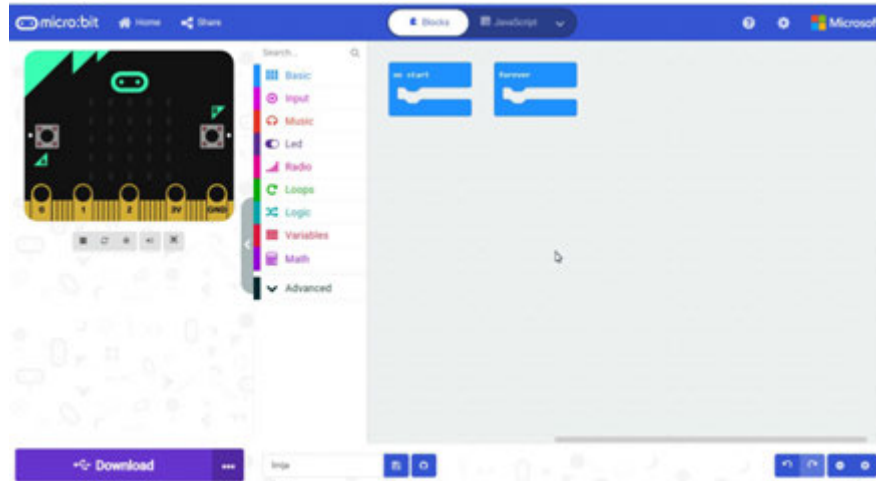 micro:bit Home Share Blocks JavaScript Microsoft
Search...
Basic
Input
Music
Led
Radio
Loops
Logic
Variables
Math
Advanced
on start forever
0 1 2 3V GND
Download
linija